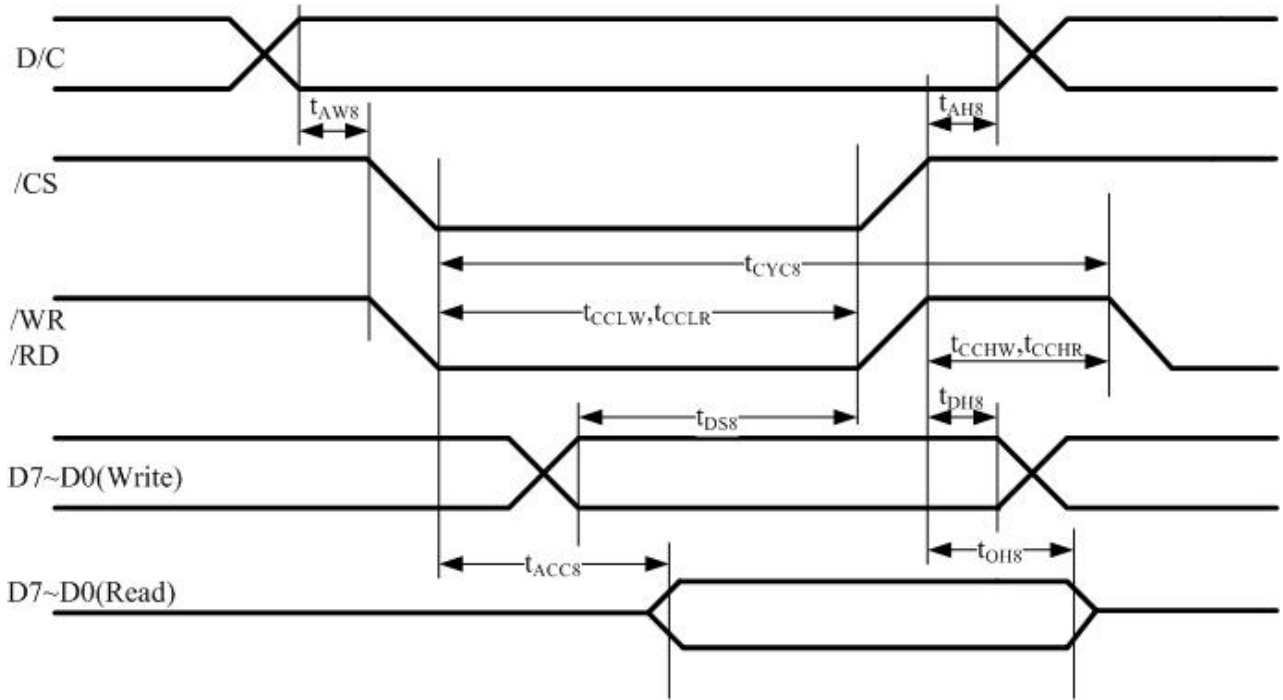 D/C
tAW8
tAH8
/CS
tCYC8
/WR
tCCLW,tCCLR
/RD
tCCHW,tCCHR
tDS8
tDH8
D7~D0(Write)
tACC8
tOH8
D7~D0(Read)